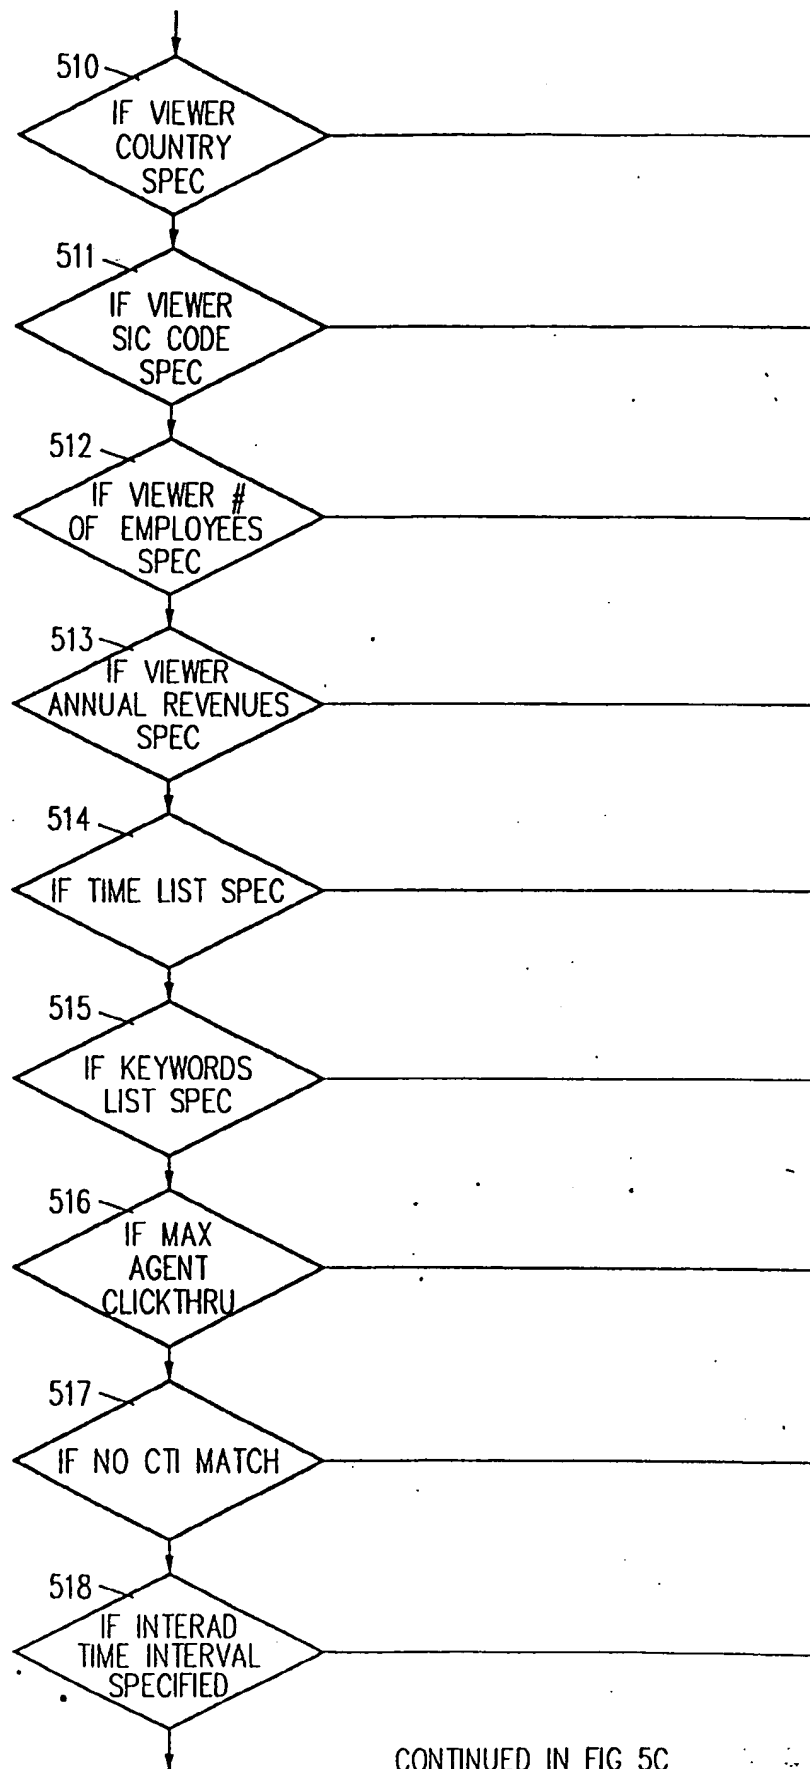 510
IF VIEWER
COUNTRY
SPEC
511
IF VIEWER
SIC CODE
SPEC
512
IF VIEWER #
OF EMPLOYEES
SPEC
513
IF VIEWER
ANNUAL REVENUES
SPEC
514
IF TIME LIST SPEC
515
IF KEYWORDS
LIST SPEC
516
IF MAX
AGENT
CLICKTHRU
517
IF NO CTI MATCH
518
IF INTERAD
TIME INTERVAL
SPECIFIED
CONTINUED IN FIG 5C